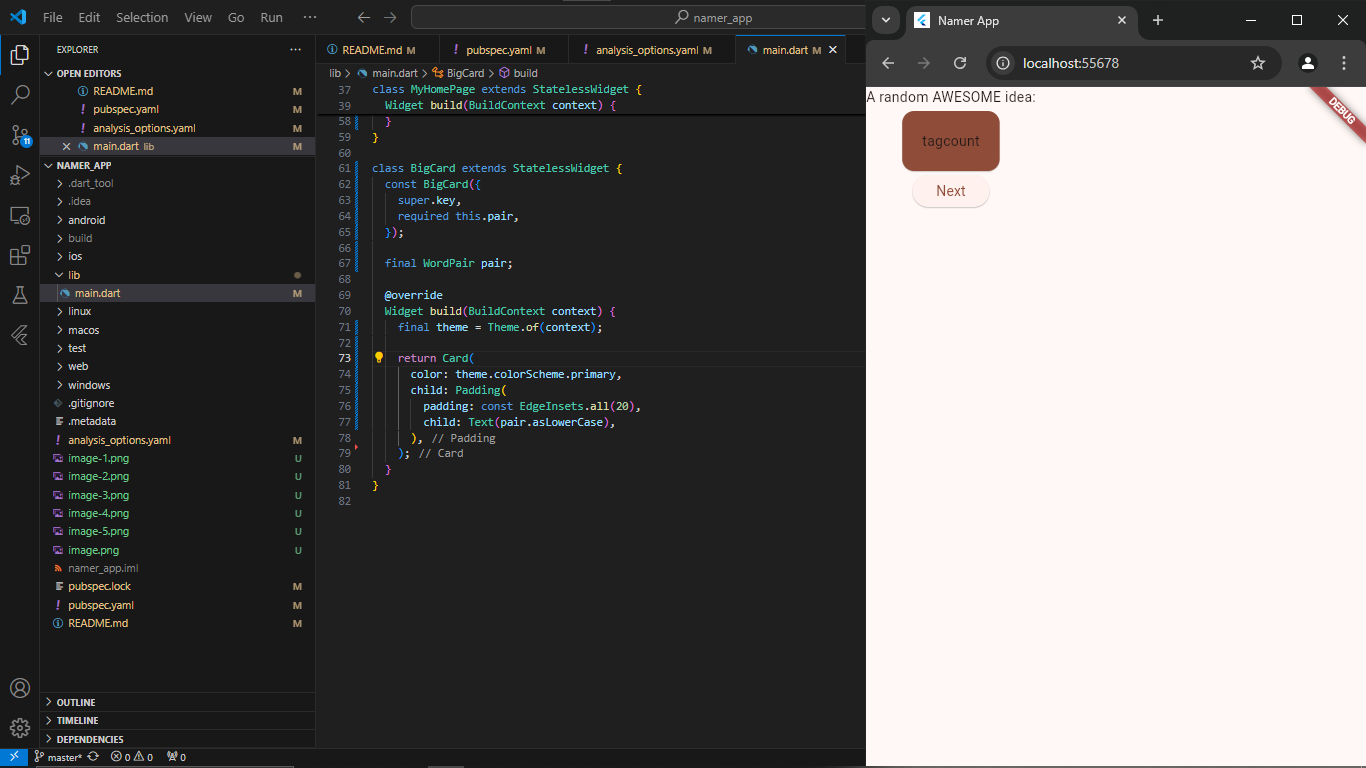 File Edit Selection View Go Run ··· namer_app
EXPLORER ···
OPEN EDITORS
README.md M
! pubspec.yaml M
! analysis_options.yaml M
main.dart lib M
NAMER_APP
.dart_tool
.idea
android
build
ios
lib
main.dart M
linux
macos
test
web
windows
.gitignore
.metadata
! analysis_options.yaml M
image-1.png U
image-2.png U
image-3.png U
image-4.png U
image-5.png U
image.png U
namer_app.iml
pubspec.lock M
! pubspec.yaml M
README.md M
OUTLINE
TIMELINE
DEPENDENCIES
11
master* 0 0 0
README.md M ! pubspec.yaml M ! analysis_options.yaml M main.dart M
lib > main.dart > BigCard > build
37 class MyHomePage extends StatelessWidget {
39 Widget build(BuildContext context) {
58 }
59 }
60
61 class BigCard extends StatelessWidget {
62 const BigCard({
63 super.key,
64 required this.pair,
65 });
66
67 final WordPair pair;
68
69 @override
70 Widget build(BuildContext context) {
71 final theme = Theme.of(context);
72
73 return Card(
74 color: theme.colorScheme.primary,
75 child: Padding(
76 padding: const EdgeInsets.all(20),
77 child: Text(pair.asLowerCase),
78 ), // Padding
79 ); // Card
80 }
81 }
82
Namer App
localhost:55678
A random AWESOME idea:
DEBUG
tagcount
Next